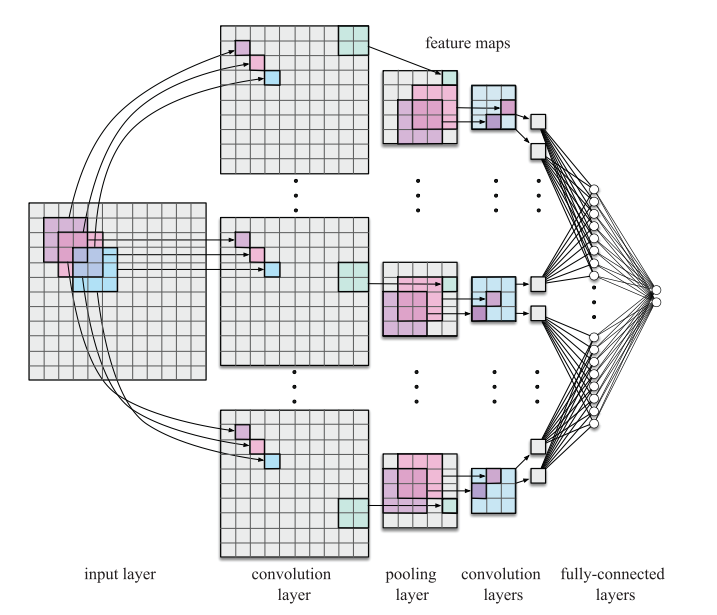 feature maps
input layer
convolution
layer
pooling
layer
convolution
layers
fully-connected
layers